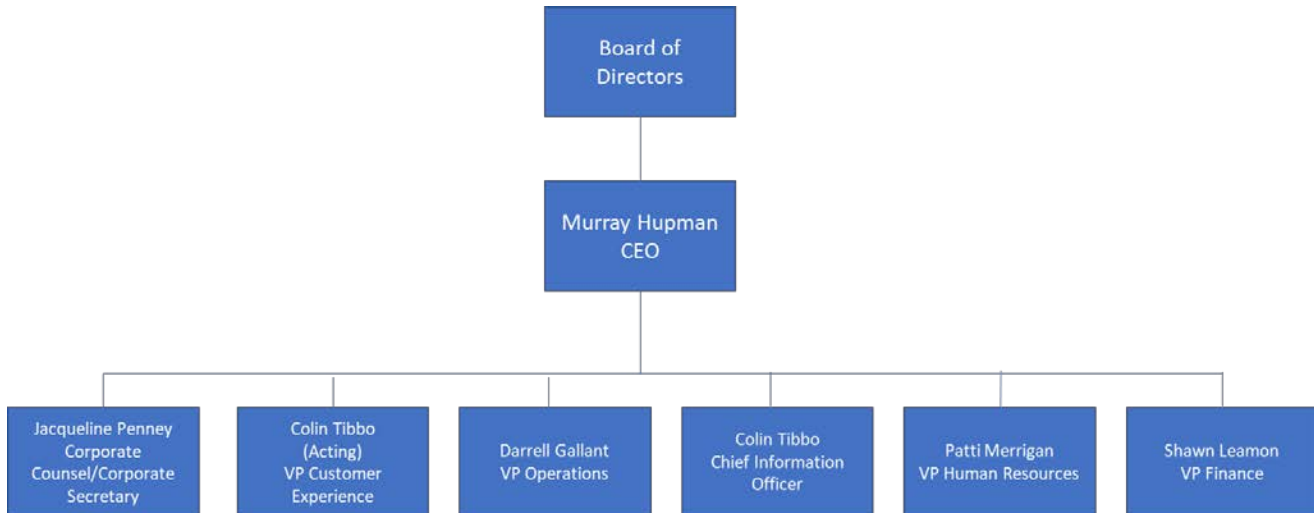 Board of
Directors
Murray Hupman
CEO
Jacqueline Penney
Corporate
Counsel/Corporate
Secretary
Colin Tibbo
(Acting)
VP Customer
Experience
Darrell Gallant
VP Operations
Colin Tibbo
Chief Information
Officer
Patti Merrigan
VP Human Resources
Shawn Leamon
VP Finance